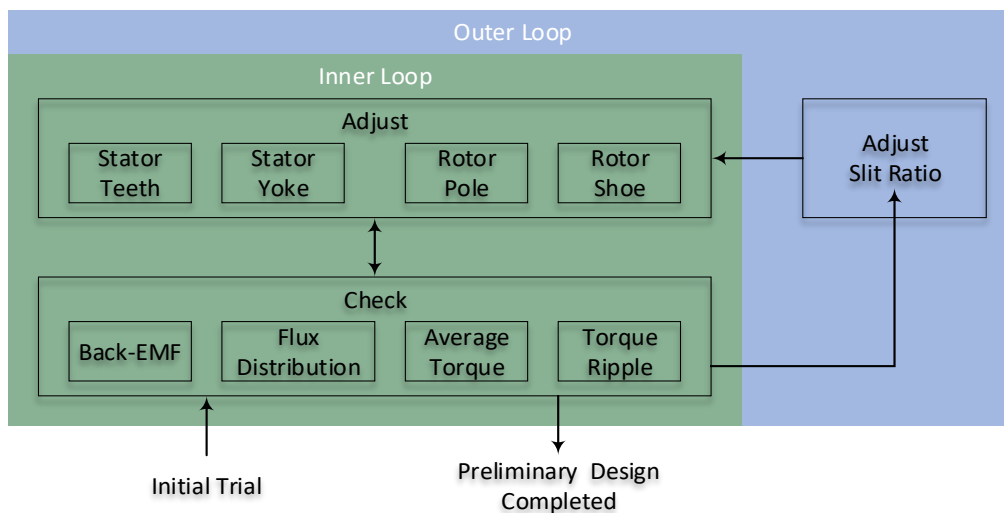 Outer Loop
Inner Loop
Adjust
Stator
Teeth
Stator
Yoke
Rotor
Pole
Rotor
Shoe
Adjust
Slit Ratio
Check
Back-EMF
Flux
Distribution
Average
Torque
Torque
Ripple
Initial Trial
Preliminary Design
Completed